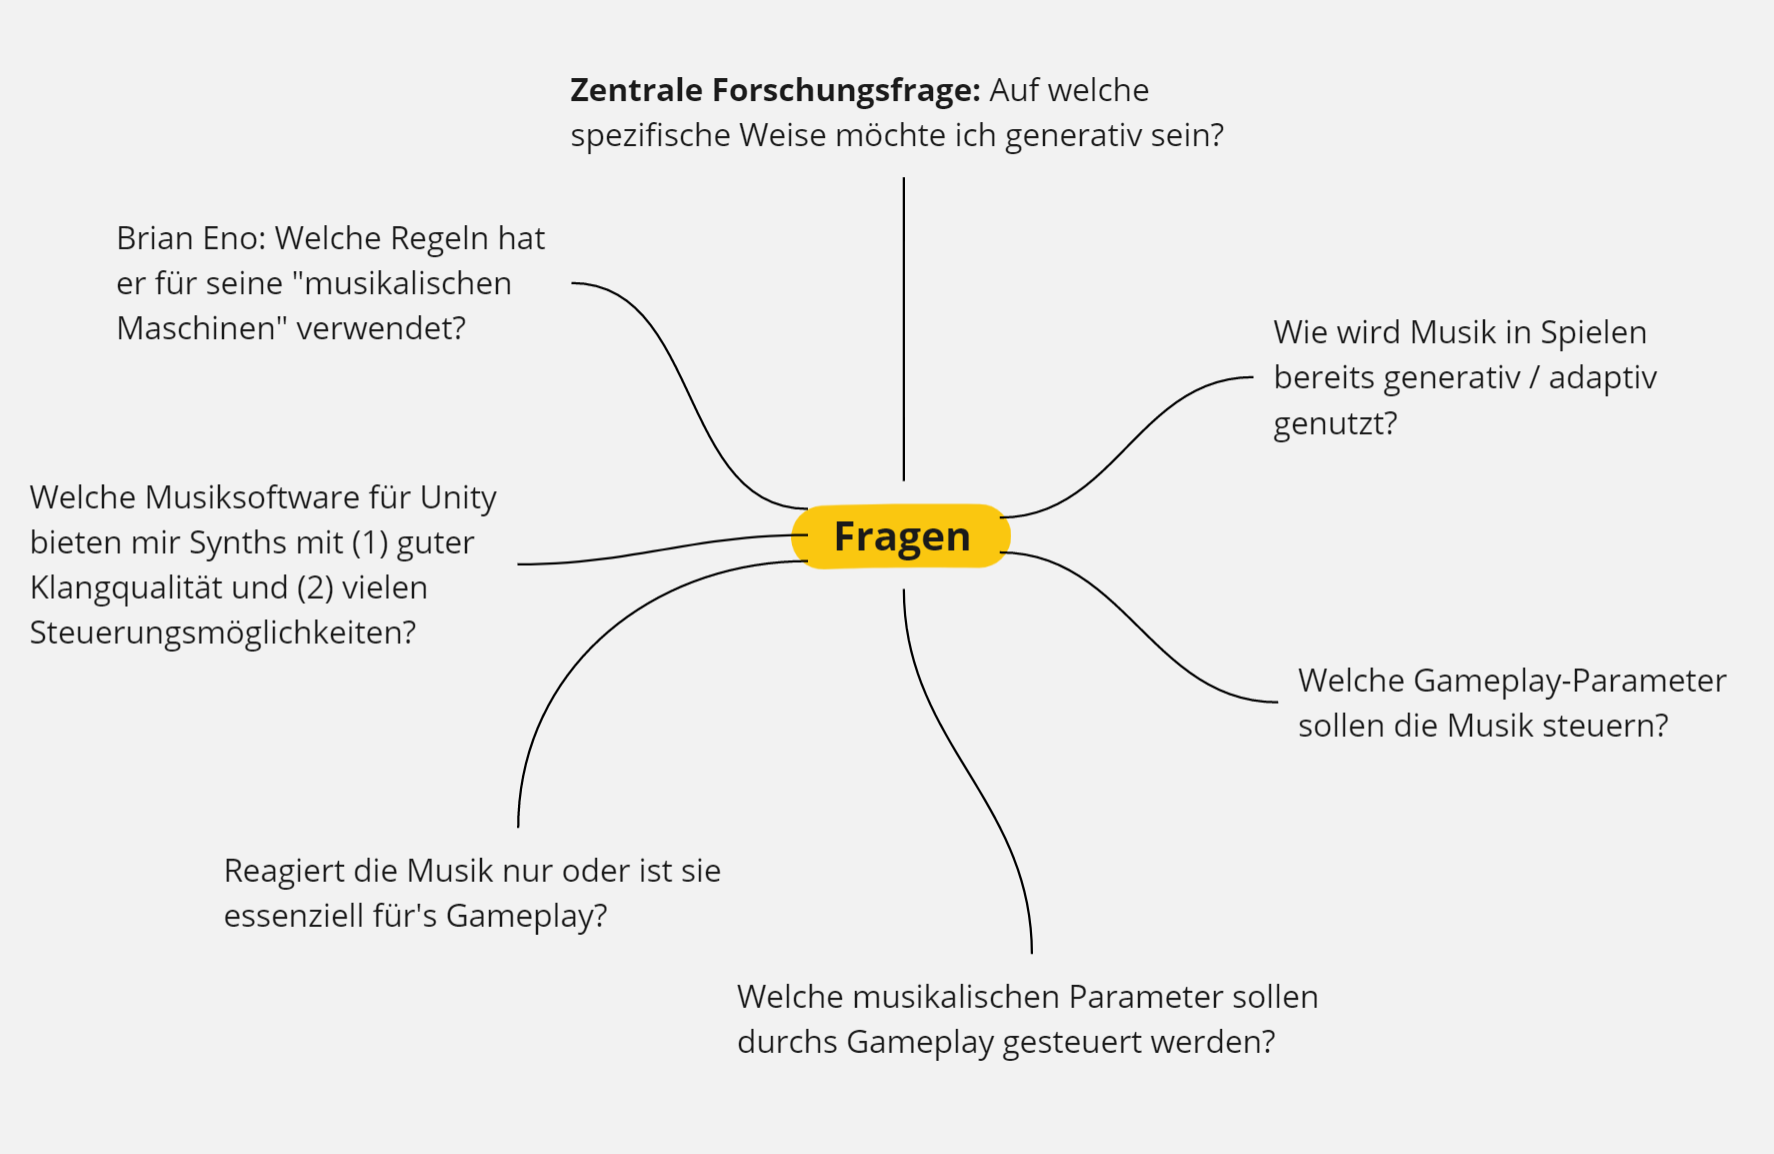 Zentrale Forschungsfrage: Auf welche
spezifische Weise möchte ich generativ sein?
Brian Eno: Welche Regeln hat
er für seine "musikalischen
Maschinen" verwendet?
Wie wird Musik in Spielen
bereits generativ / adaptiv
genutzt?
Welche Musiksoftware für Unity
bieten mir Synths mit (1) guter
Klangqualität und (2) vielen
Steuerungsmöglichkeiten?
Fragen
Welche Gameplay-Parameter
sollen die Musik steuern?
Reagiert die Musik nur oder ist sie
essenziell für's Gameplay?
Welche musikalischen Parameter sollen
durchs Gameplay gesteuert werden?